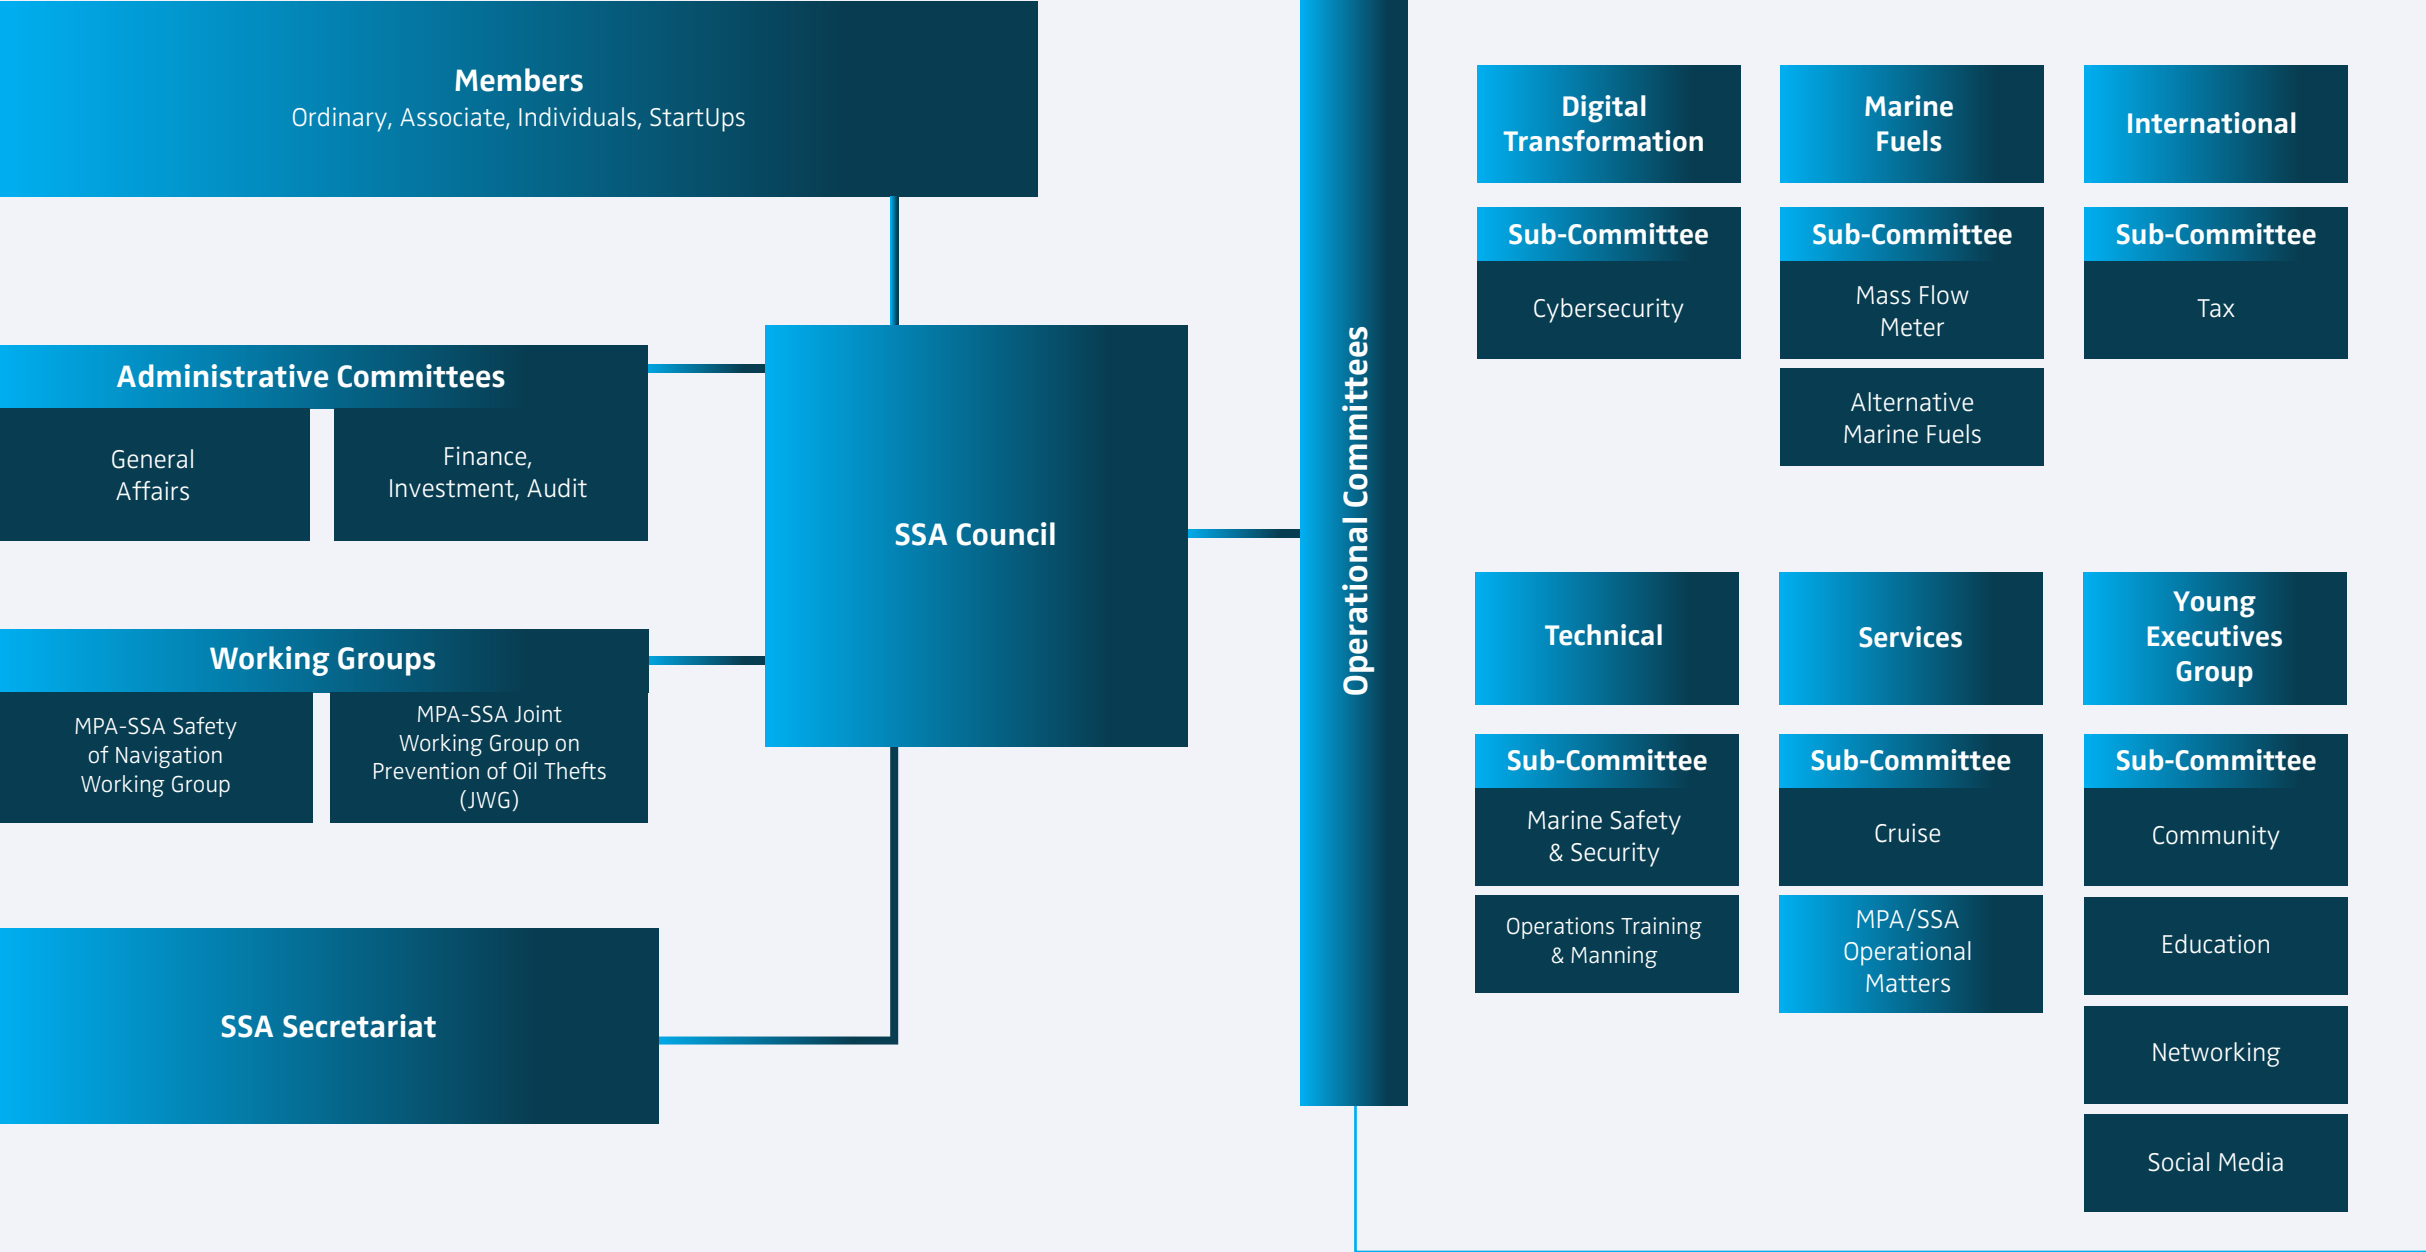 Members
Ordinary, Associate, Individuals, StartUps
Administrative Committees
General
Affairs
Finance,
Investment, Audit
Working Groups
MPA-SSA Safety
of Navigation
Working Group
MPA-SSA Joint
Working Group on
Prevention of Oil Thefts
(JWG)
SSA Secretariat
SSA Council
Operational Committees
Digital
Transformation
Sub-Committee
Cybersecurity
Marine
Fuels
Sub-Committee
Mass Flow
Meter
Alternative
Marine Fuels
International
Sub-Committee
Tax
Technical
Sub-Committee
Marine Safety
& Security
Operations Training
& Manning
Services
Sub-Committee
Cruise
MPA/SSA
Operational
Matters
Young
Executives
Group
Sub-Committee
Community
Education
Networking
Social Media